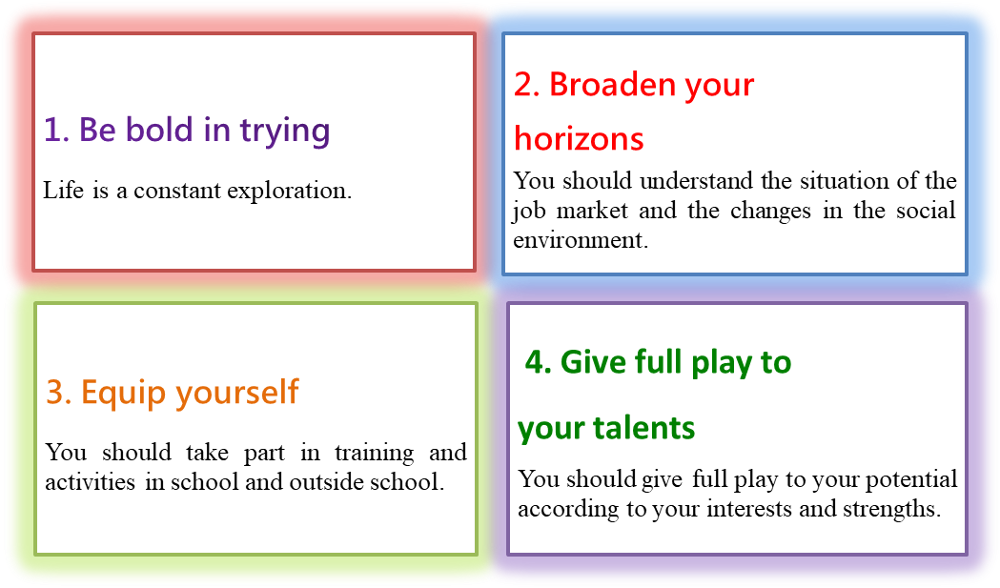 1. Be bold in trying
Life is a constant exploration.
2. Broaden your
horizons
You should understand the situation of the
job market and the changes in the social
environment.
3. Equip yourself
You should take part in training and
activities in school and outside school.
4. Give full play to
your talents
You should give full play to your potential
according to your interests and strengths.